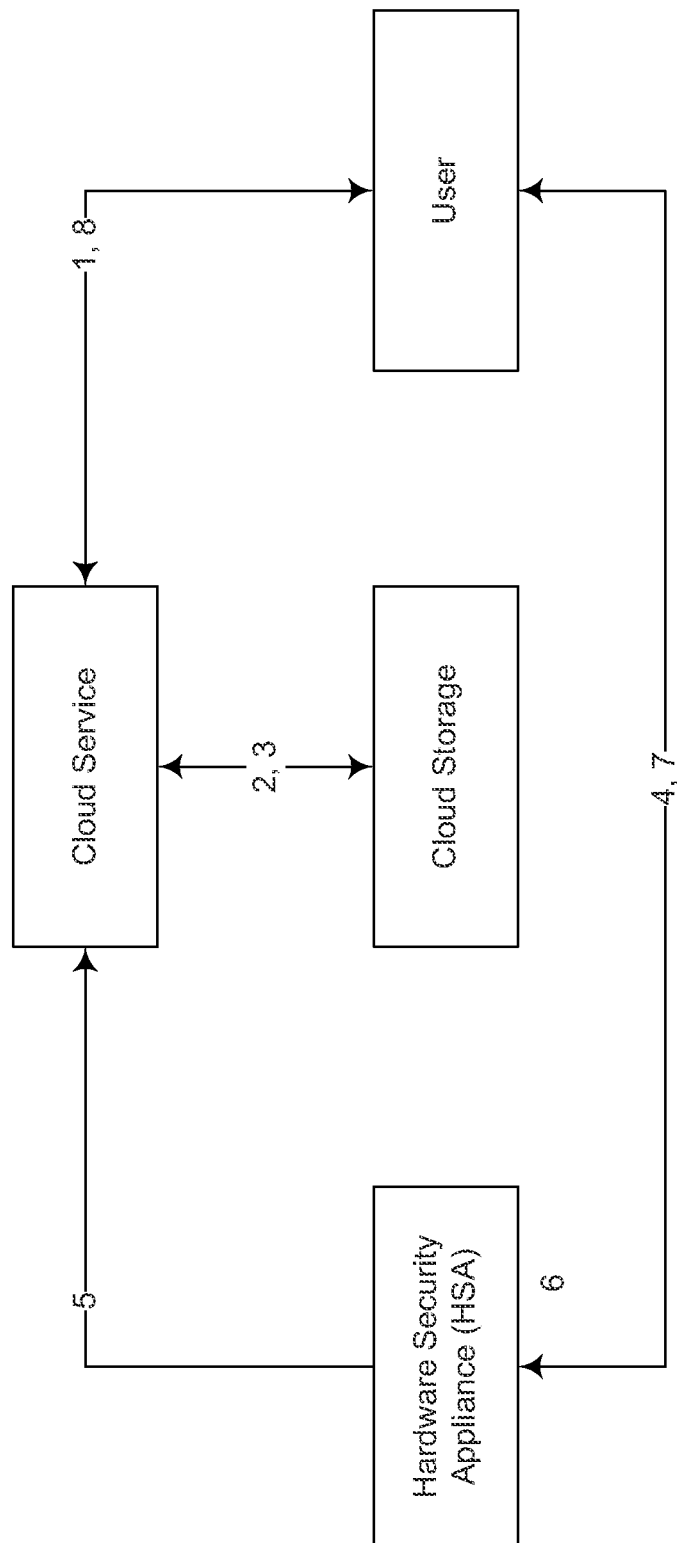 Cloud Service
5
1, 8
2, 3
Hardware Security
Appliance (HSA)
Cloud Storage
User
6
4, 7